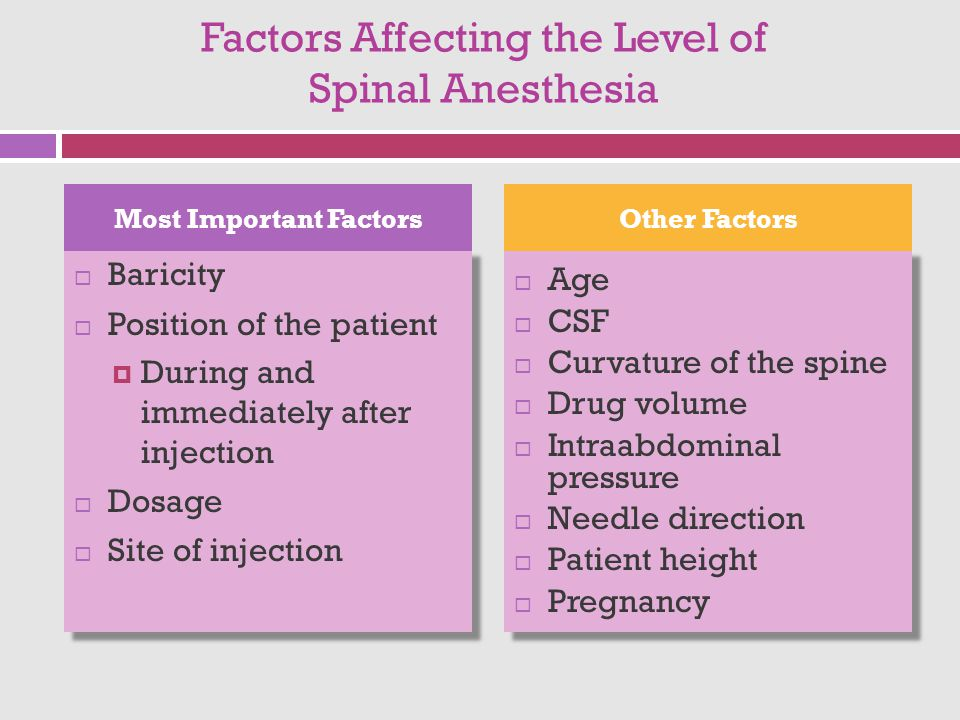 Factors Affecting the Level of
Spinal Anesthesia
Most Important Factors
Baricity
Position of the patient
During and
immediately after
injection
Dosage
Site of injection
Other Factors
Age
CSF
Curvature of the spine
Drug volume
Intraabdominal
pressure
Needle direction
Patient height
Pregnancy